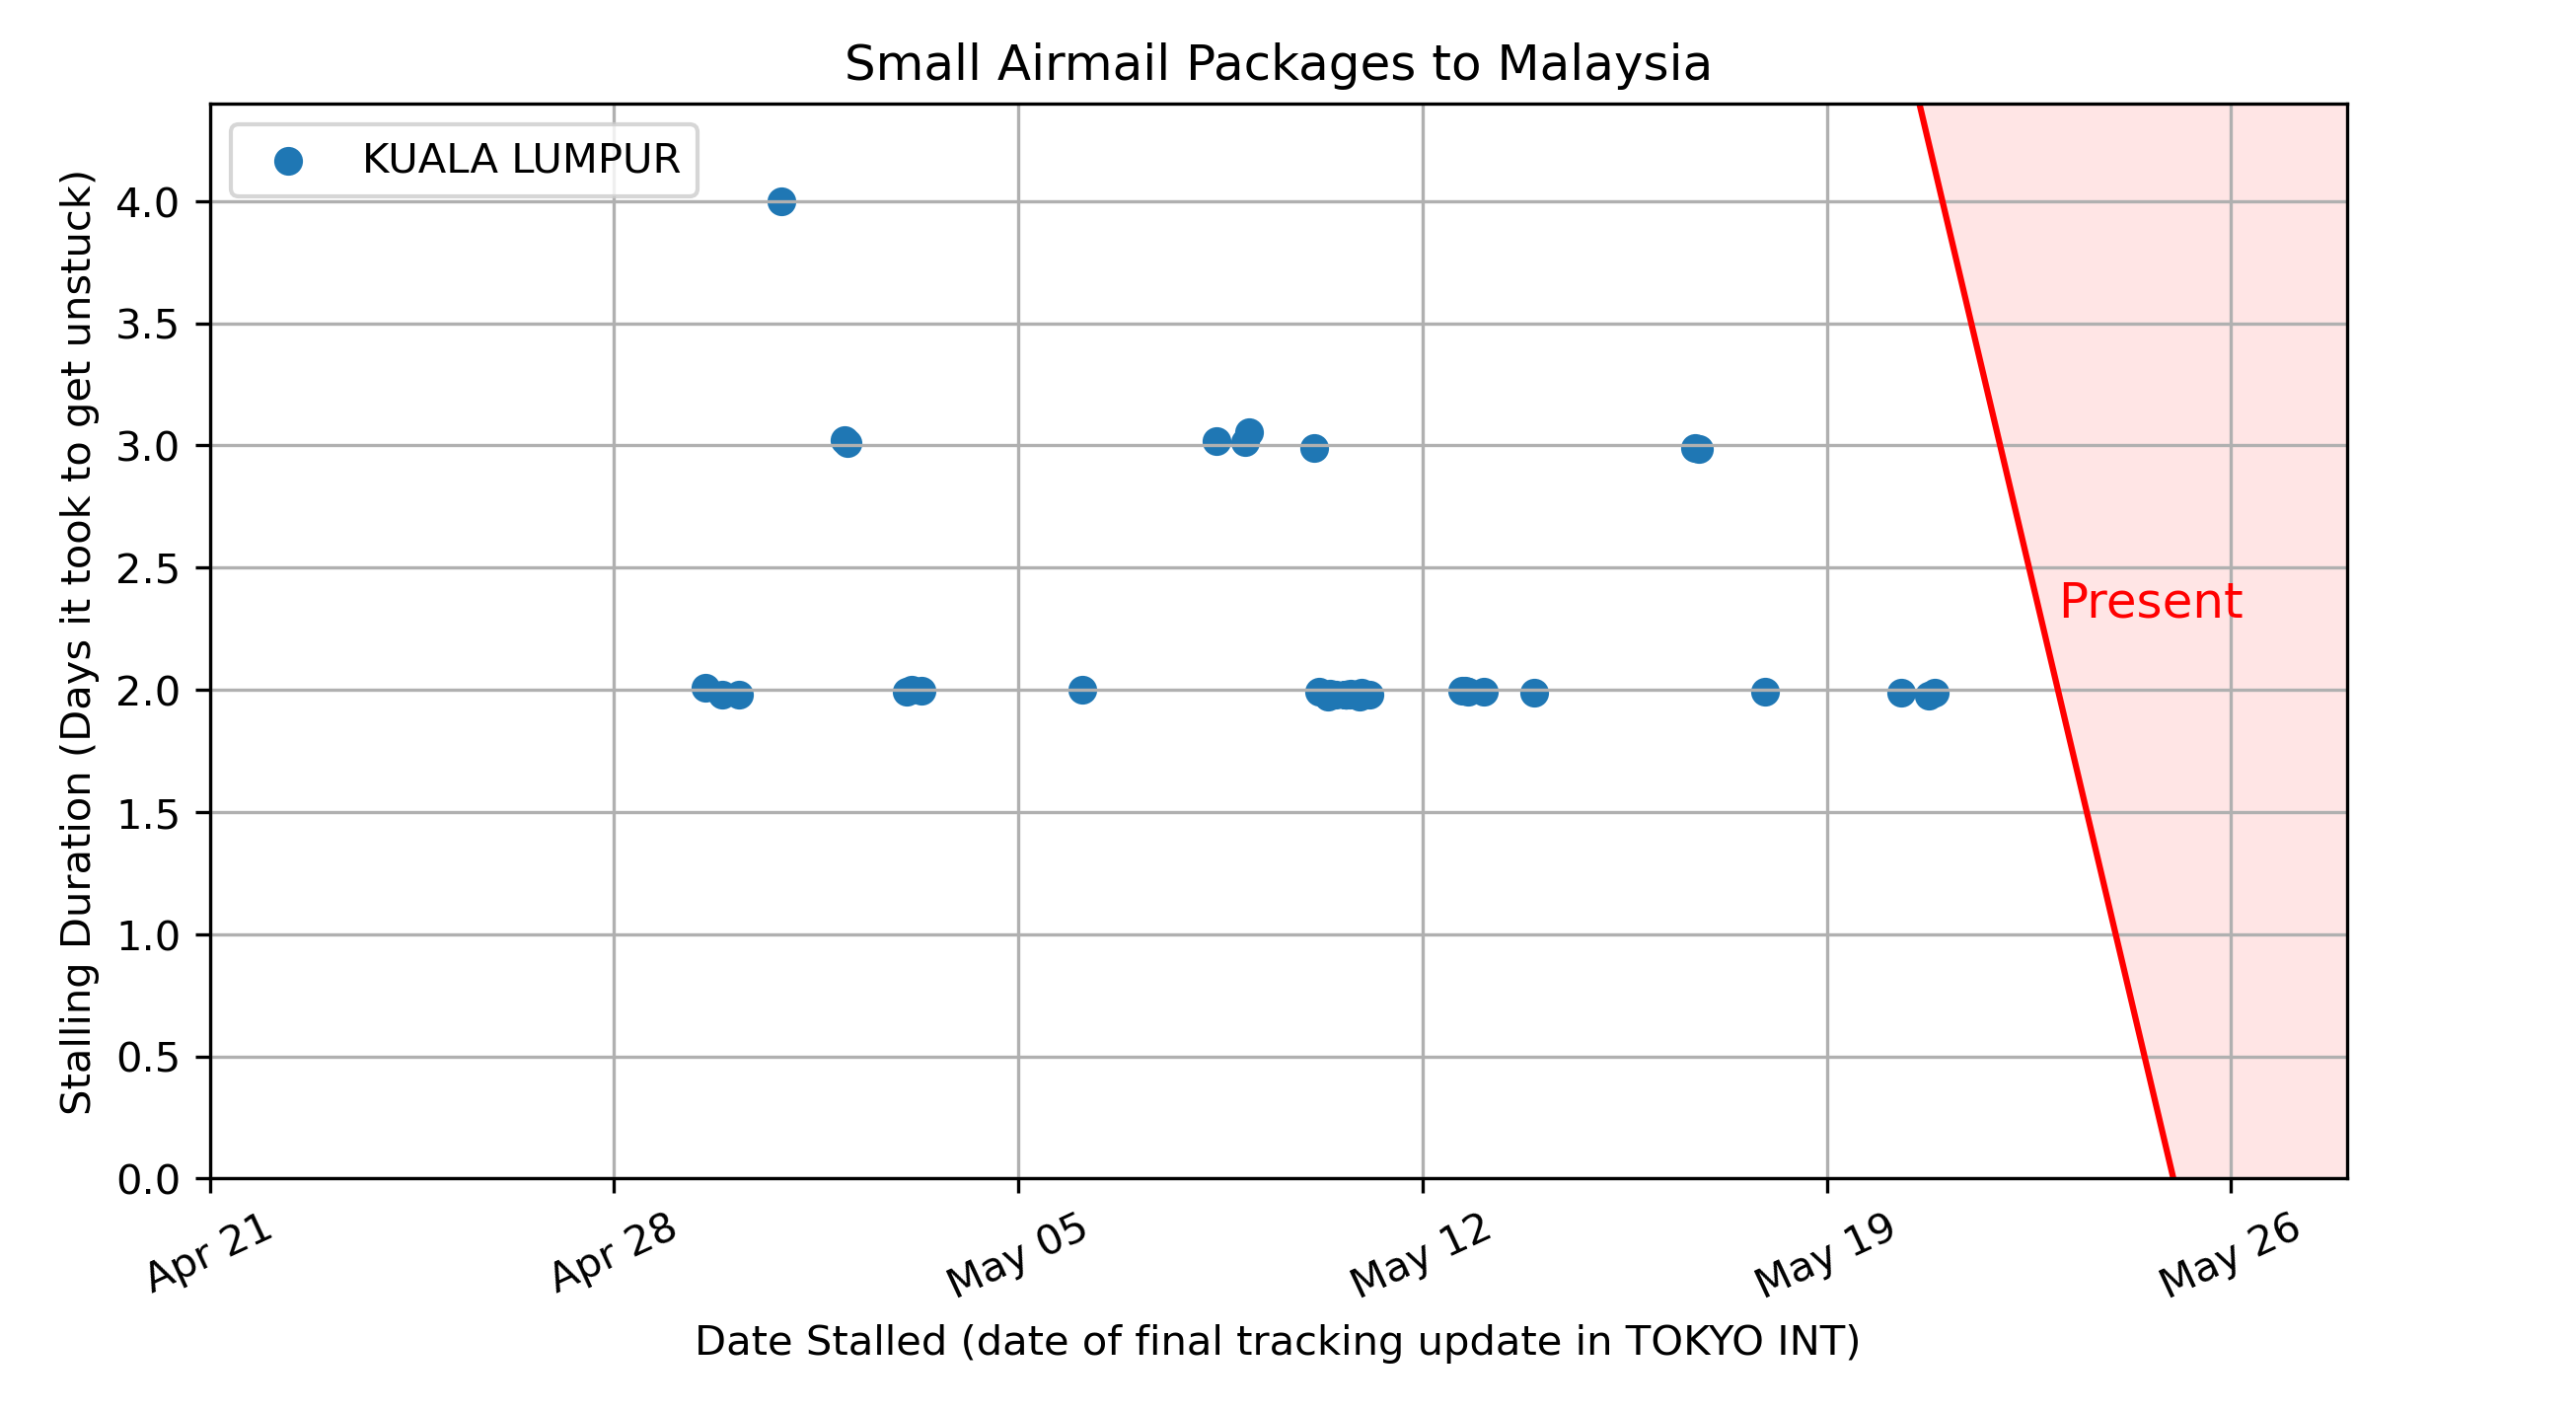 Small Airmail Packages to Malaysia
KUALA LUMPUR
Stalling Duration (Days it took to get unstuck)
4.0
3.5
3.0
2.5
2.0
1.5
1.0
0.5
0.0
Present
Apr 21
Apr 28
May 05
May 12
May 19
May 26
Date Stalled (date of final tracking update in TOKYO INT)